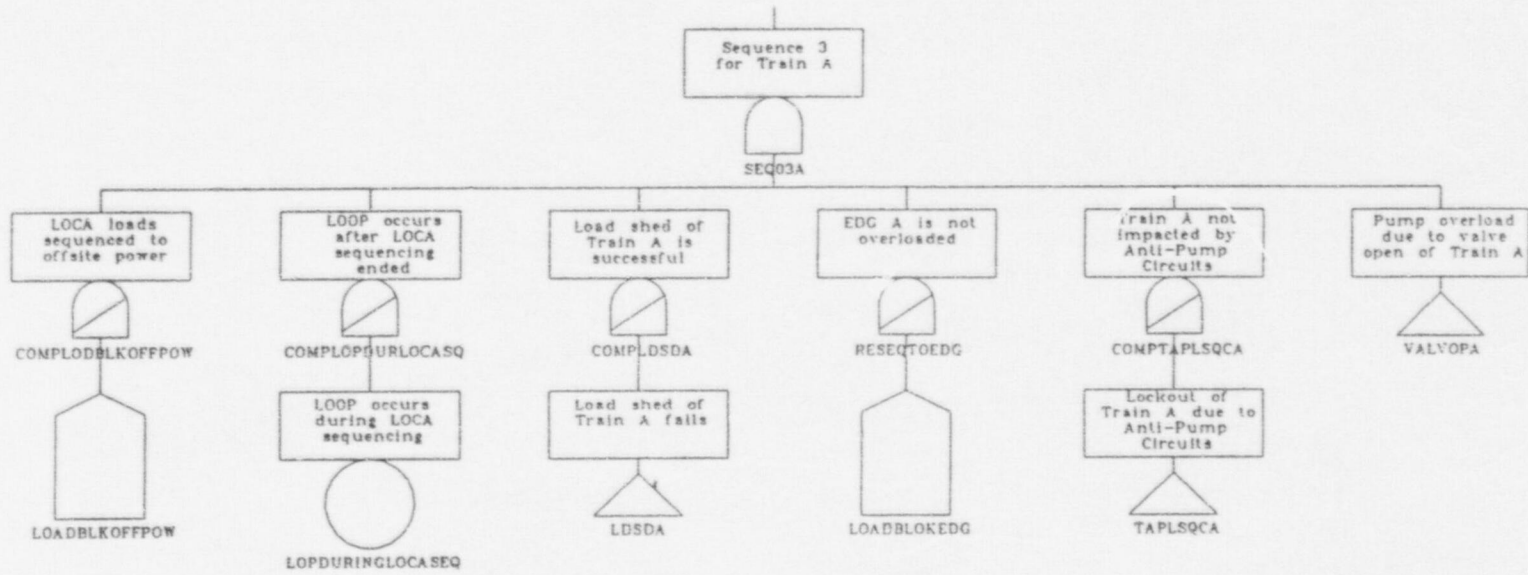 Sequence 3
for Train A
SEQ03A
LOCA loads
sequenced to
offsite power
COMPLODBLKOFFPOW
LOADBLKOFFPOW
LOOP occurs
after LOCA
sequencing
ended
COMPLOPDURLOCASQ
LOOP occurs
during LOCA
sequencing
LOPDURINGLOCASEQ
Load shed of
Train A is
successful
COMPLDSDA
Load shed of
Train A fails
LDSDA
EDG A is not
overloaded
RESEQTOEDG
LOADBLOKEDG
Train A not
impacted by
Anti-Pump
Circuits
COMPTAPLSQCA
Lockout of
Train A due to
Anti-Pump
Circuits
TAPLSQCA
Pump overload
due to valve
open of Train A
VALVOPA